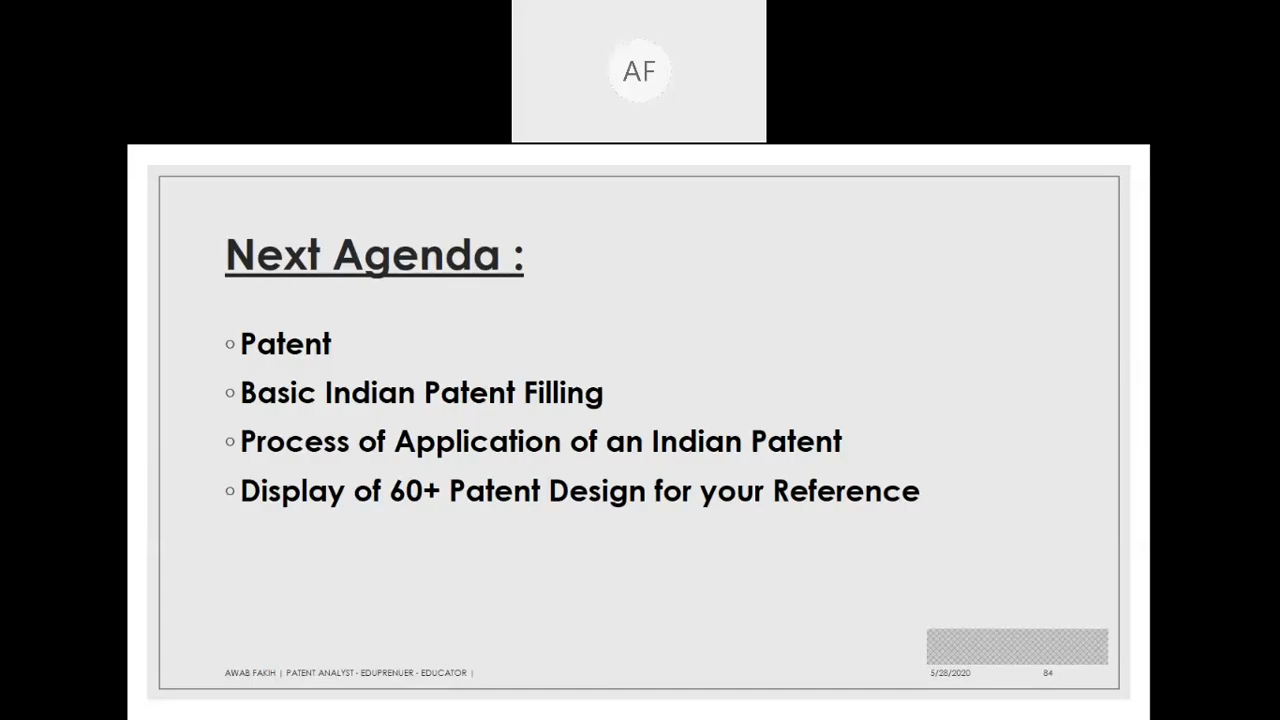 AF
Next Agenda :
Patent
Basic Indian Patent Filling
Process of Application of an Indian Patent
Display of 60+ Patent Design for your Reference
AWAB FAKIH | PATENT ANALYST - EDUPRENUER - EDUCATOR | 5/28/2020 84